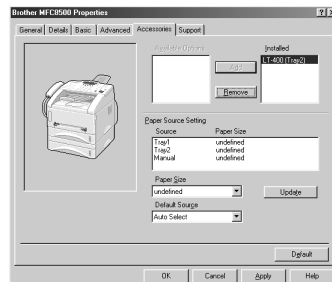 Brother MFC8500 Properties
General Details Basic Advanced Accessories Support
Available Options
Installed
Add
LT-400 (Tray2)
Remove
Paper Source Setting
Source Paper Size
Tray1 undefined
Tray2 undefined
Manual undefined
Paper Size
undefined
Update
Default Source
Auto Select
Default
OK Cancel Apply Help